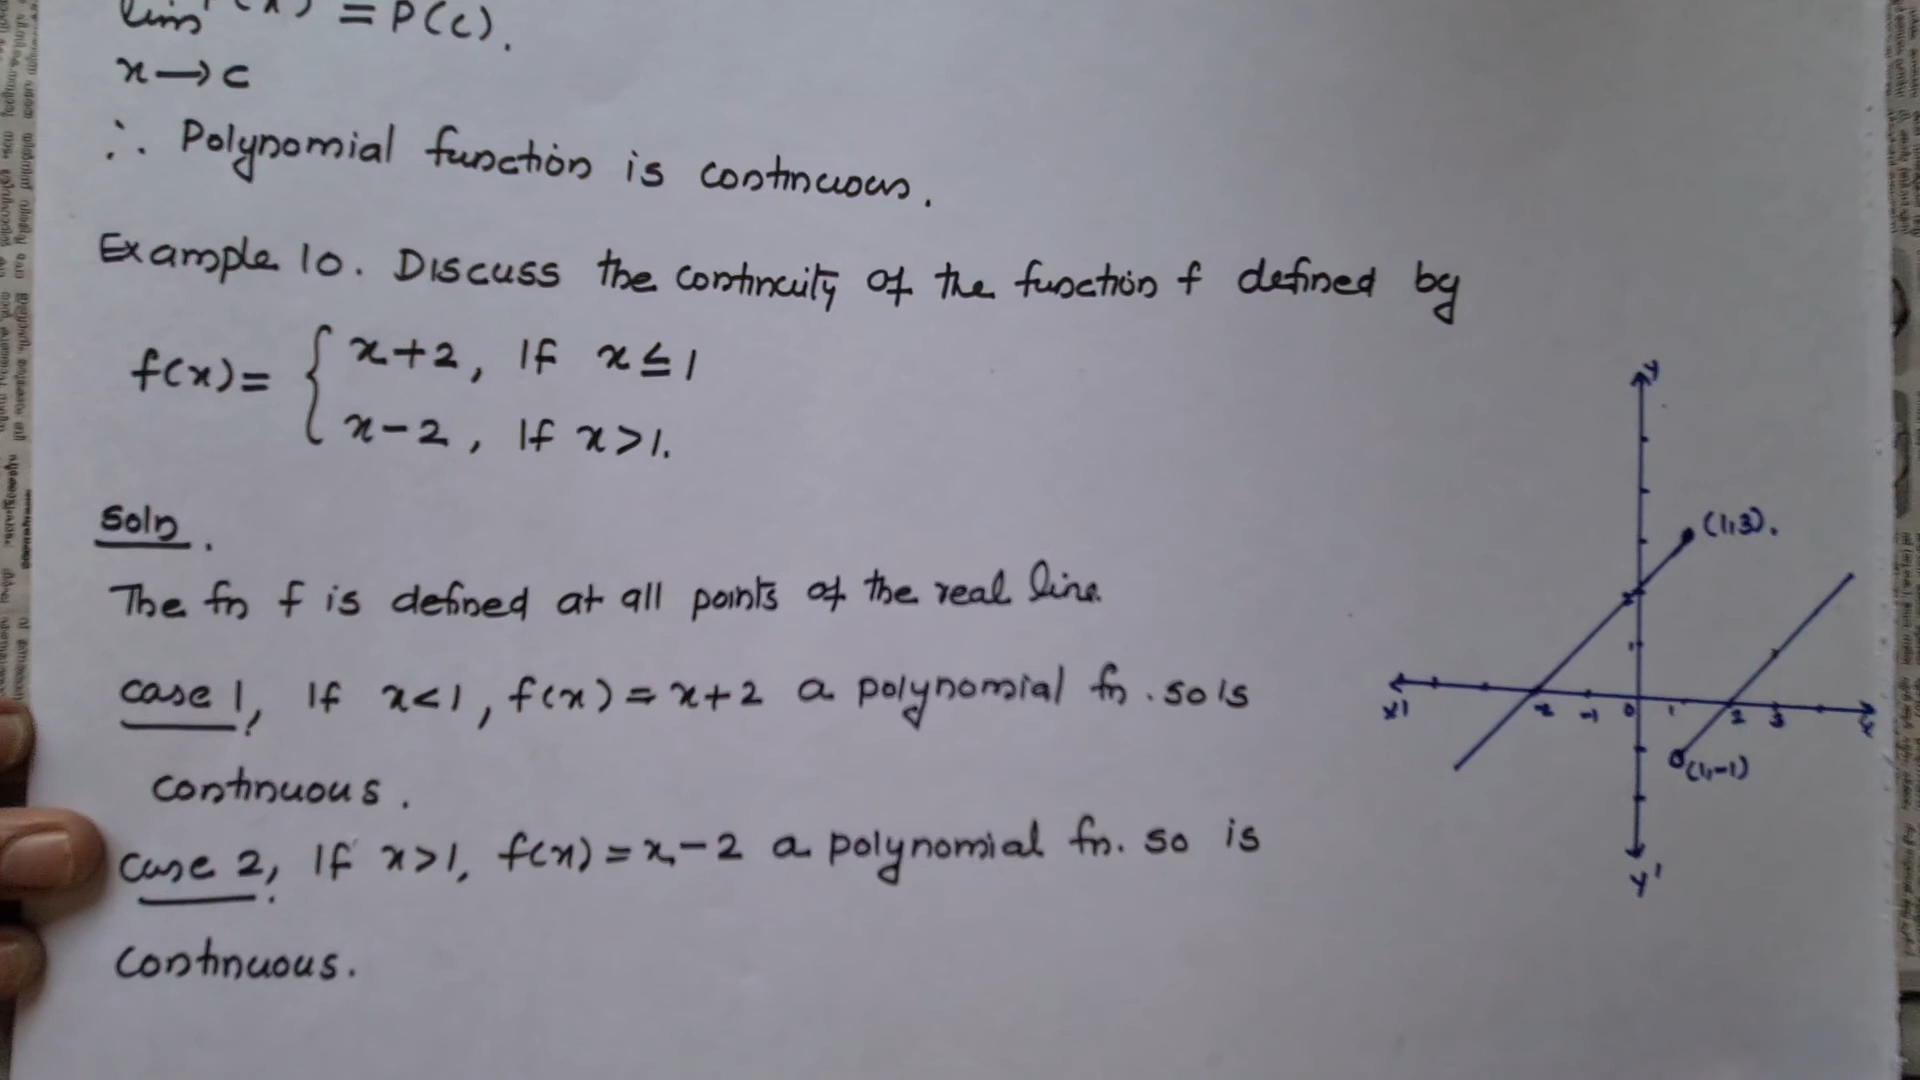 lim P(x) = P(c).
x→c
∴ Polynomial function is continuous.
Example 10. Discuss the continuity of the function f defined by
f(x) = { x+2, If x ≤ 1
x-2, If x>1.
Soln.
The fn f is defined at all points of the real line.
case 1, If x<1, f(x) = x+2 a polynomial fn. so is
continuous.
case 2, If x>1, f(x) = x-2 a polynomial fn. so is
continuous.
Y
(1,3).
2
1
X' -2 -1 0 1 2 3 X
(1,-1)
Y'